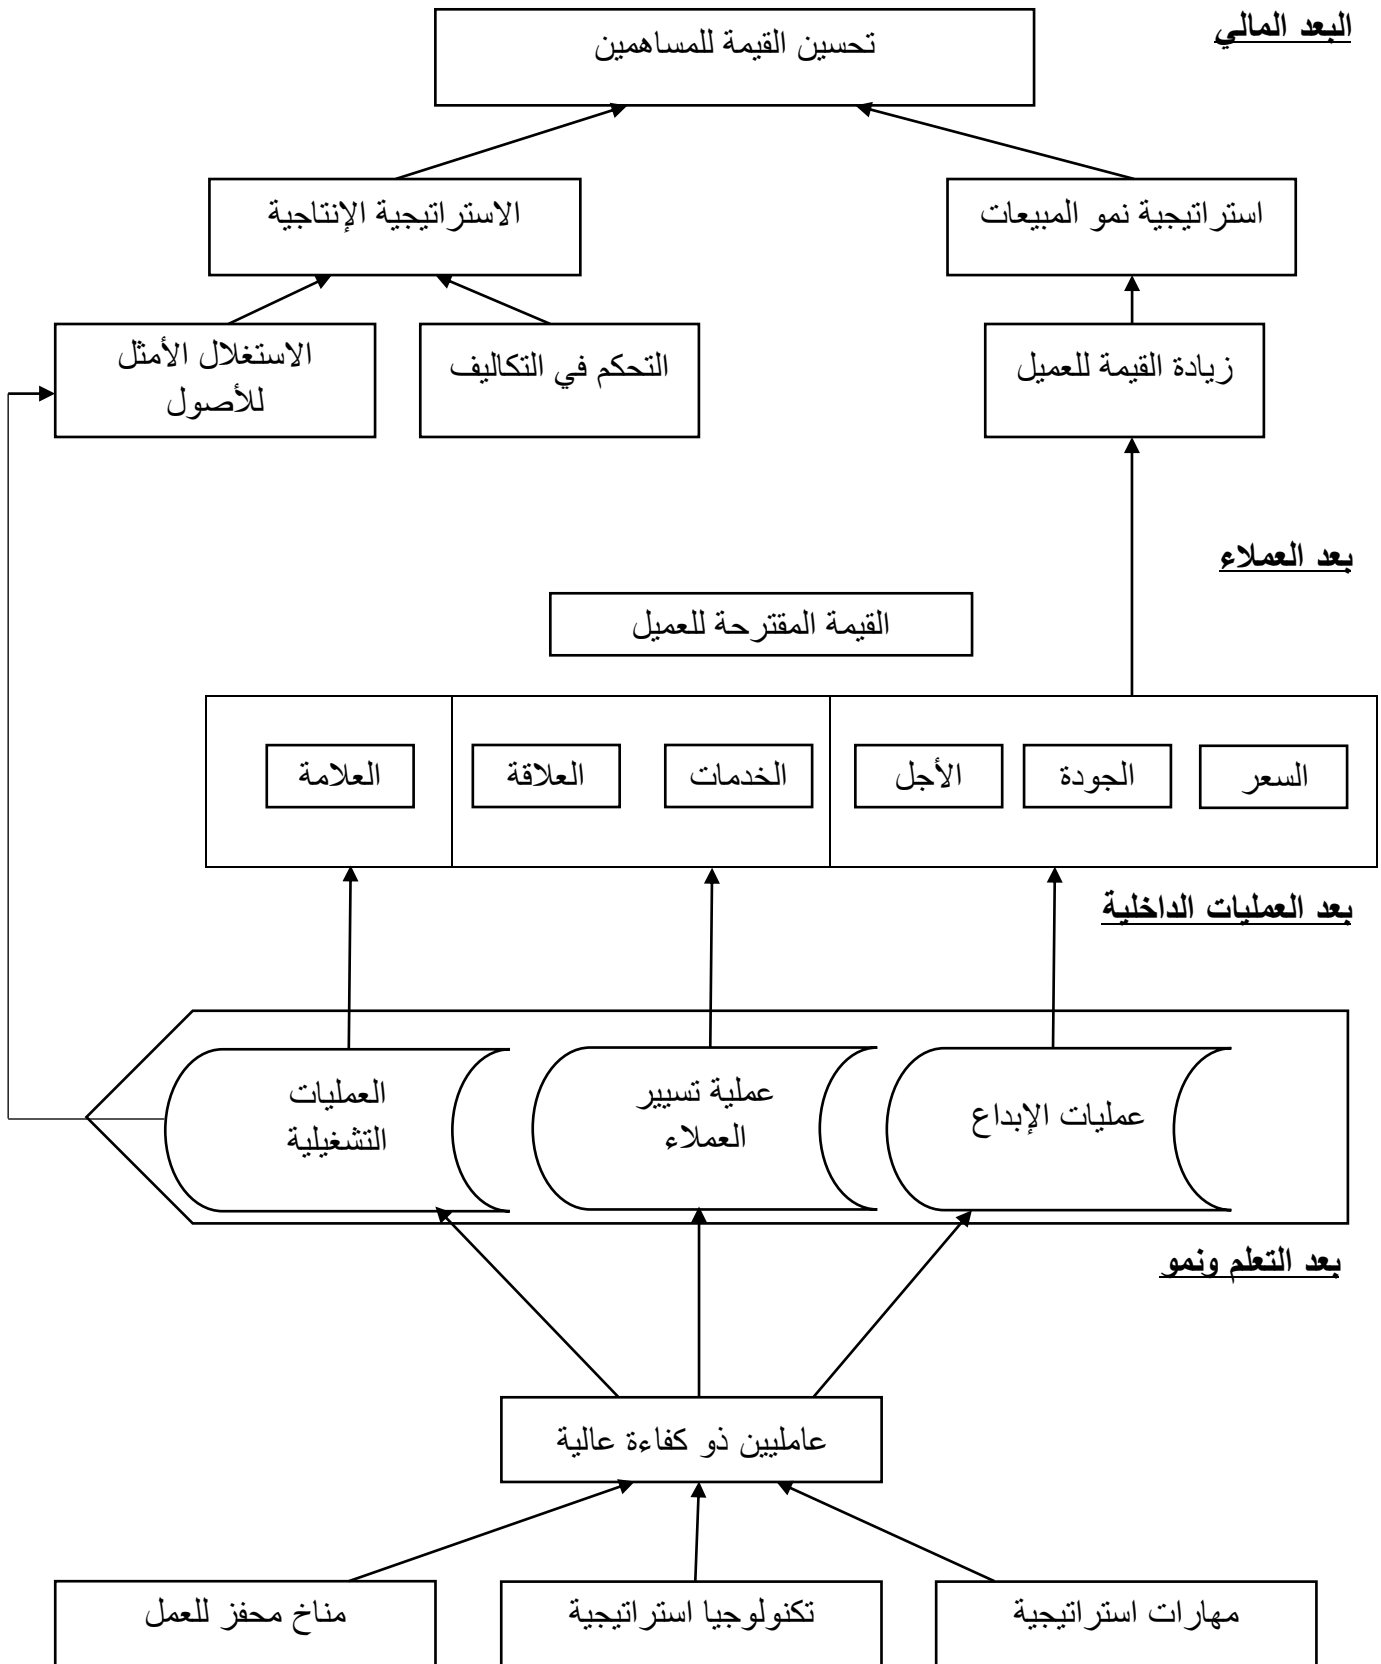 البعد المالي
تحسين القيمة للمساهمين
استراتيجية نمو المبيعات
الاستراتيجية الإنتاجية
زيادة القيمة للعميل
التحكم في التكاليف
الاستغلال الأمثل
للأصول
بعد العملاء
القيمة المقترحة للعميل
السعر
الجودة
الأجل
الخدمات
العلاقة
العلامة
بعد العمليات الداخلية
عمليات الإبداع
عملية تسيير
العملاء
العمليات
التشغيلية
بعد التعلم ونمو
عامليين ذو كفاءة عالية
مهارات استراتيجية
تكنولوجيا استراتيجية
مناخ محفز للعمل